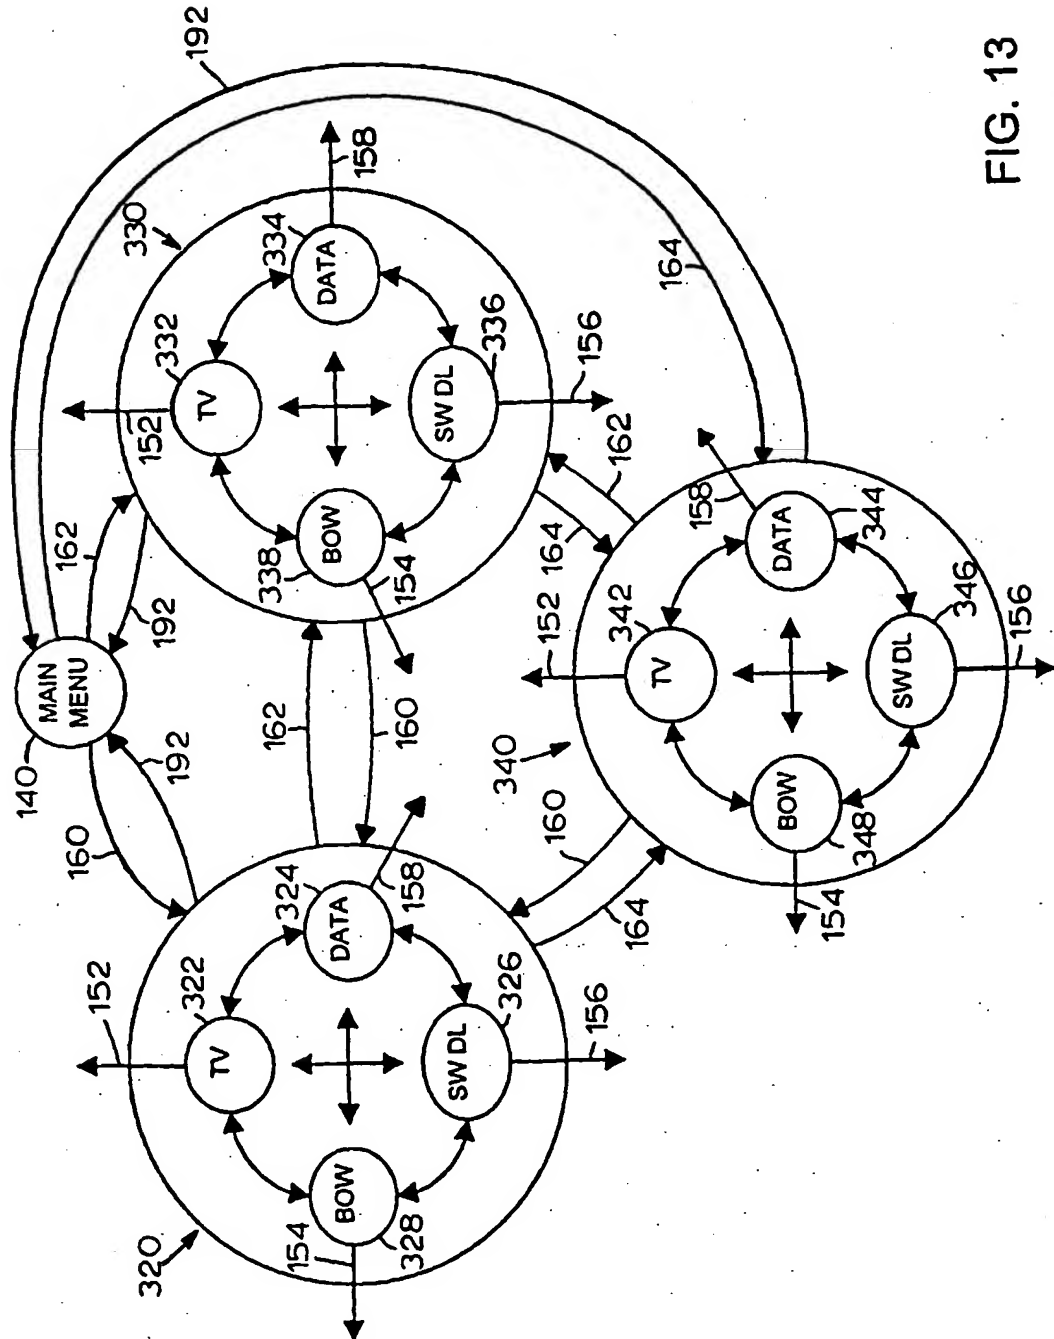 192
MAIN
MENU
140
160
192
162
192
330
332
TV
152
334
DATA
158
336
SW DL
156
338
BOW
154
162
160
164
162
164
320
322
TV
152
324
DATA
158
326
SW DL
156
328
BOW
154
160
164
340
342
TV
152
344
DATA
158
346
SW DL
156
348
BOW
154
FIG. 13